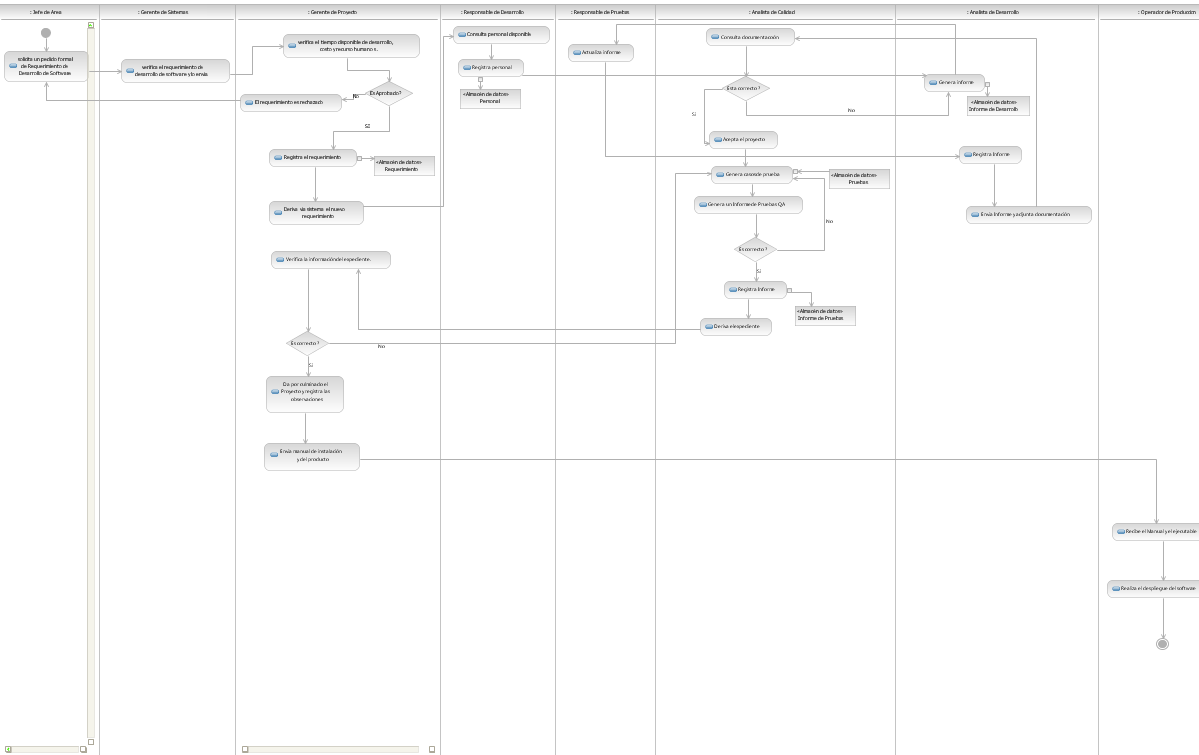 : Jefe de Area
: Gerente de Sistemas
: Gerente de Proyecto
: Responsable de Desarrollo
: Responsable de Pruebas
: Analista de Calidad
: Analista de Desarrollo
: Operador de Produccion
solicita un pedido formal
de Requerimiento de
Desarrollo de Software
verifica el requerimiento de
desarrollo de software y lo envia
verifica el tiempo disponible de desarrollo,
costo y recurso humano s.
Es Aprobado?
No
El requerimiento es rechazado
SI
Registra el requerimiento
«Almacén de datos»
Requerimiento
Deriva via sistema el nuevo
requerimiento
Consulta personal disponible
Registra personal
«Almacén de datos»
Personal
Actualiza informe
Consulta documentación
Esta correcto ?
Si
No
Acepta el proyecto
Genera informe
«Almacén de datos»
Informe de Desarrollo
Registra Informe
Envia Informe y adjunta documentación
Genera casos de prueba
«Almacén de datos»
Pruebas
Genera un Informe de Pruebas QA
No
Es correcto ?
Si
Registra Informe
«Almacén de datos»
Informe de Pruebas
Deriva el expediente
Verifica la información del expediente.
Es correcto ?
No
Si
Da por culminado el
Proyecto y registra las
observaciones
Envia manual de instalación
y del producto
Recibe el Manual y el ejecutable
Realiza el despliegue del software